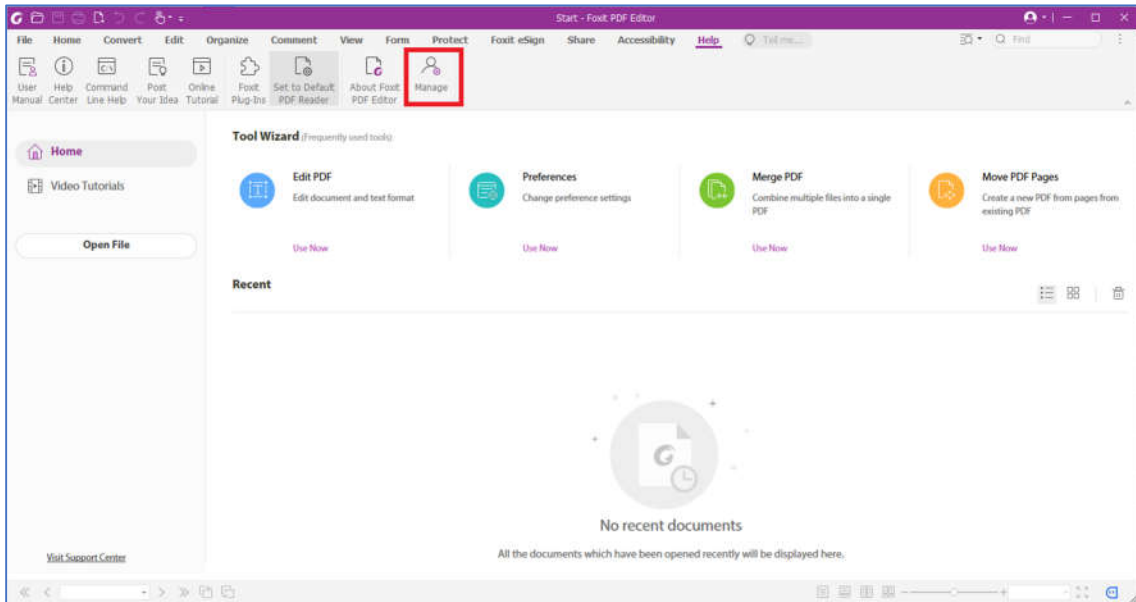 Start - Foxit PDF Editor
File Home Convert Edit Organize Comment View Form Protect Foxit eSign Share Accessibility Help Tell me... Find
User Manual
Help Center
Command Line Help
Post Your Idea
Online Tutorial
Foxit Plug-Ins
Set to Default PDF Reader
About Foxit PDF Editor
Manage
Home
Video Tutorials
Open File
Visit Support Center
Tool Wizard (Frequently used tools)
Edit PDF
Edit document and text format
Use Now
Preferences
Change preference settings
Use Now
Merge PDF
Combine multiple files into a single
PDF
Use Now
Move PDF Pages
Create a new PDF from pages from
existing PDF
Use Now
Recent
No recent documents
All the documents which have been opened recently will be displayed here.